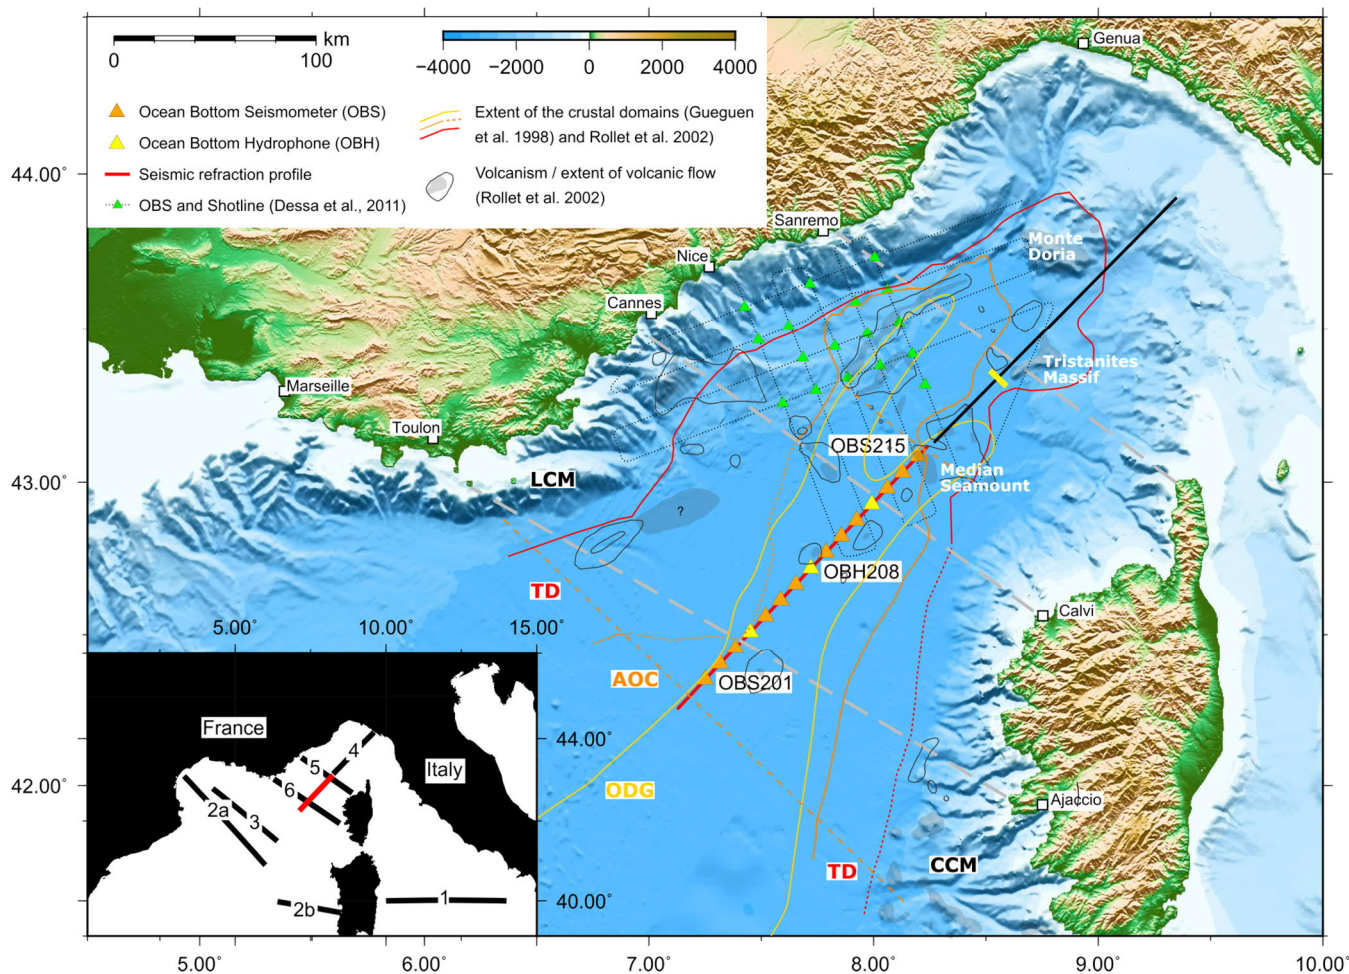 km
0
100
−4000
−2000
0
2000
4000
Ocean Bottom Seismometer (OBS)
Ocean Bottom Hydrophone (OBH)
Seismic refraction profile
OBS and Shotline (Dessa et al., 2011)
Extent of the crustal domains (Gueguen
et al. 1998) and Rollet et al. 2002)
Volcanism / extent of volcanic flow
(Rollet et al. 2002)
Genua
44.00°
Sanremo
Monte
Doria
Nice
Cannes
Tristanites
Massif
Marseille
Toulon
OBS215
43.00°
LCM
Median
Seamount
?
OBH208
TD
Calvi
5.00°
10.00°
15.00°
AOC
OBS201
France
44.00°
4
5
Italy
6
42.00°
ODG
Ajaccio
2a
3
CCM
TD
40.00°
2b
1
5.00°
6.00°
7.00°
8.00°
9.00°
10.00°